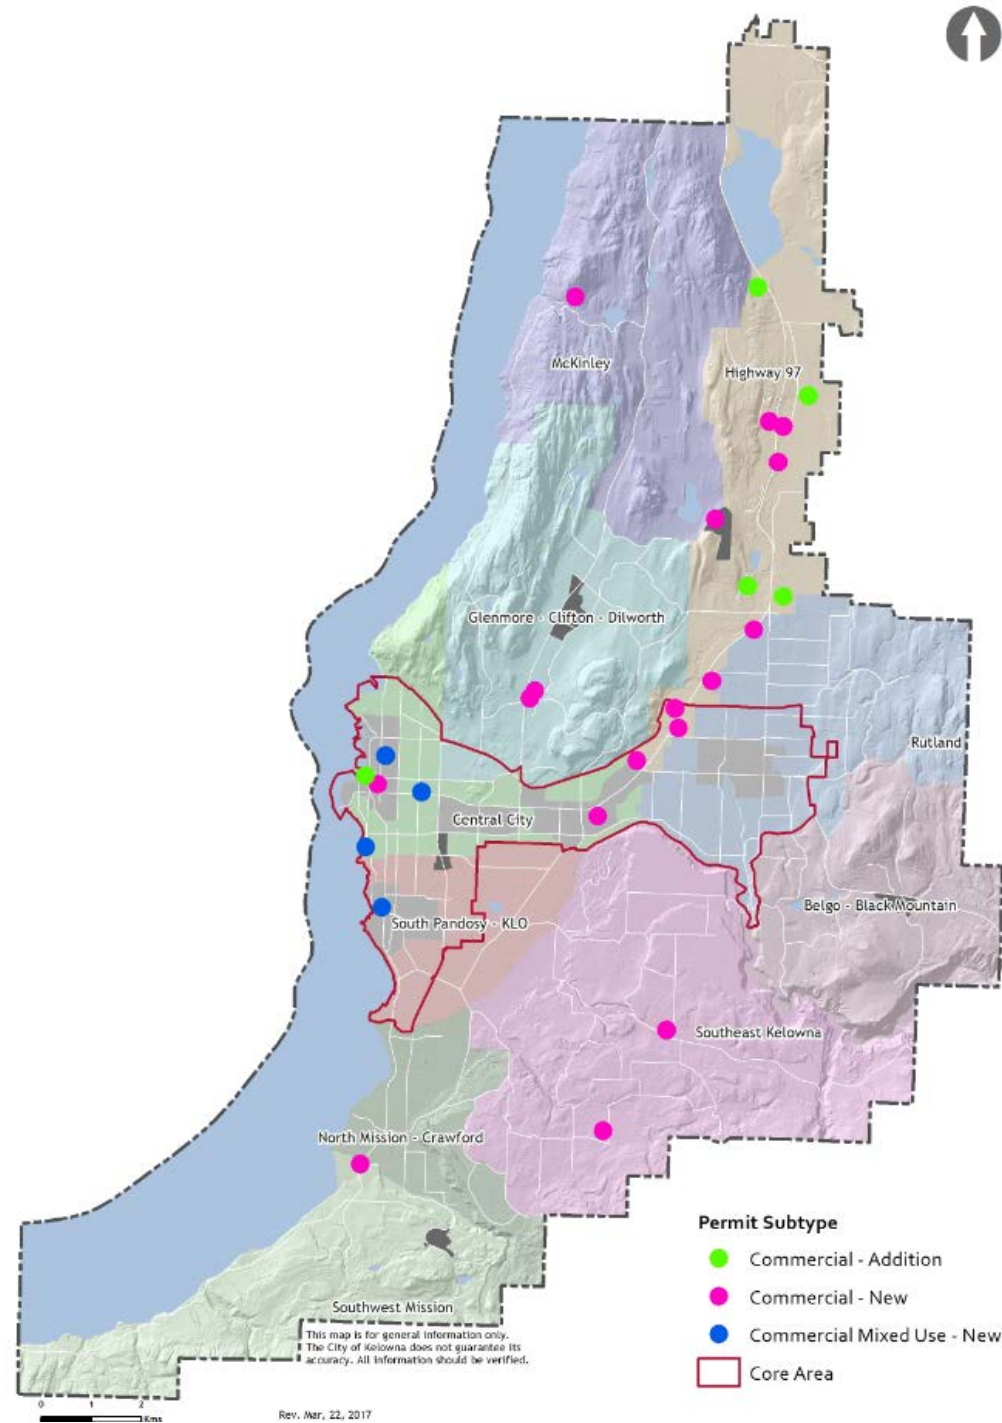 McKinley
Highway 97
Glenmore - Clifton - Dilworth
Rutland
Central City
Belgo - Black Mountain
South Pandosy - KLO
Southeast Kelowna
North Mission - Crawford
Southwest Mission
Permit Subtype
Commercial - Addition
Commercial - New
Commercial Mixed Use - New
Core Area
This map is for general information only.
The City of Kelowna does not guarantee its
accuracy. All information should be verified.
0 1 2
Kms
Rev. Mar, 22, 2017